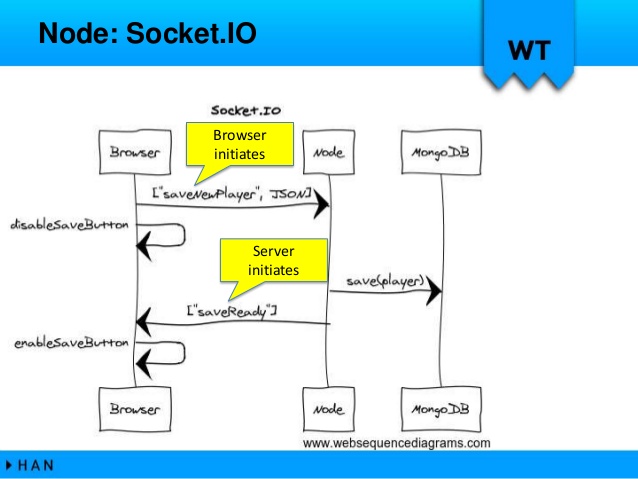 Node: Socket.IO
WT
Socket.IO
Browser
initiates
Browser
Node
MongoDB
["saveNewPlayer", JSON]
disableSaveButton
Server
initiates
save(player)
["saveReady"]
enableSaveButton
Browser
Node
MongoDB
www.websequencediagrams.com
HAN